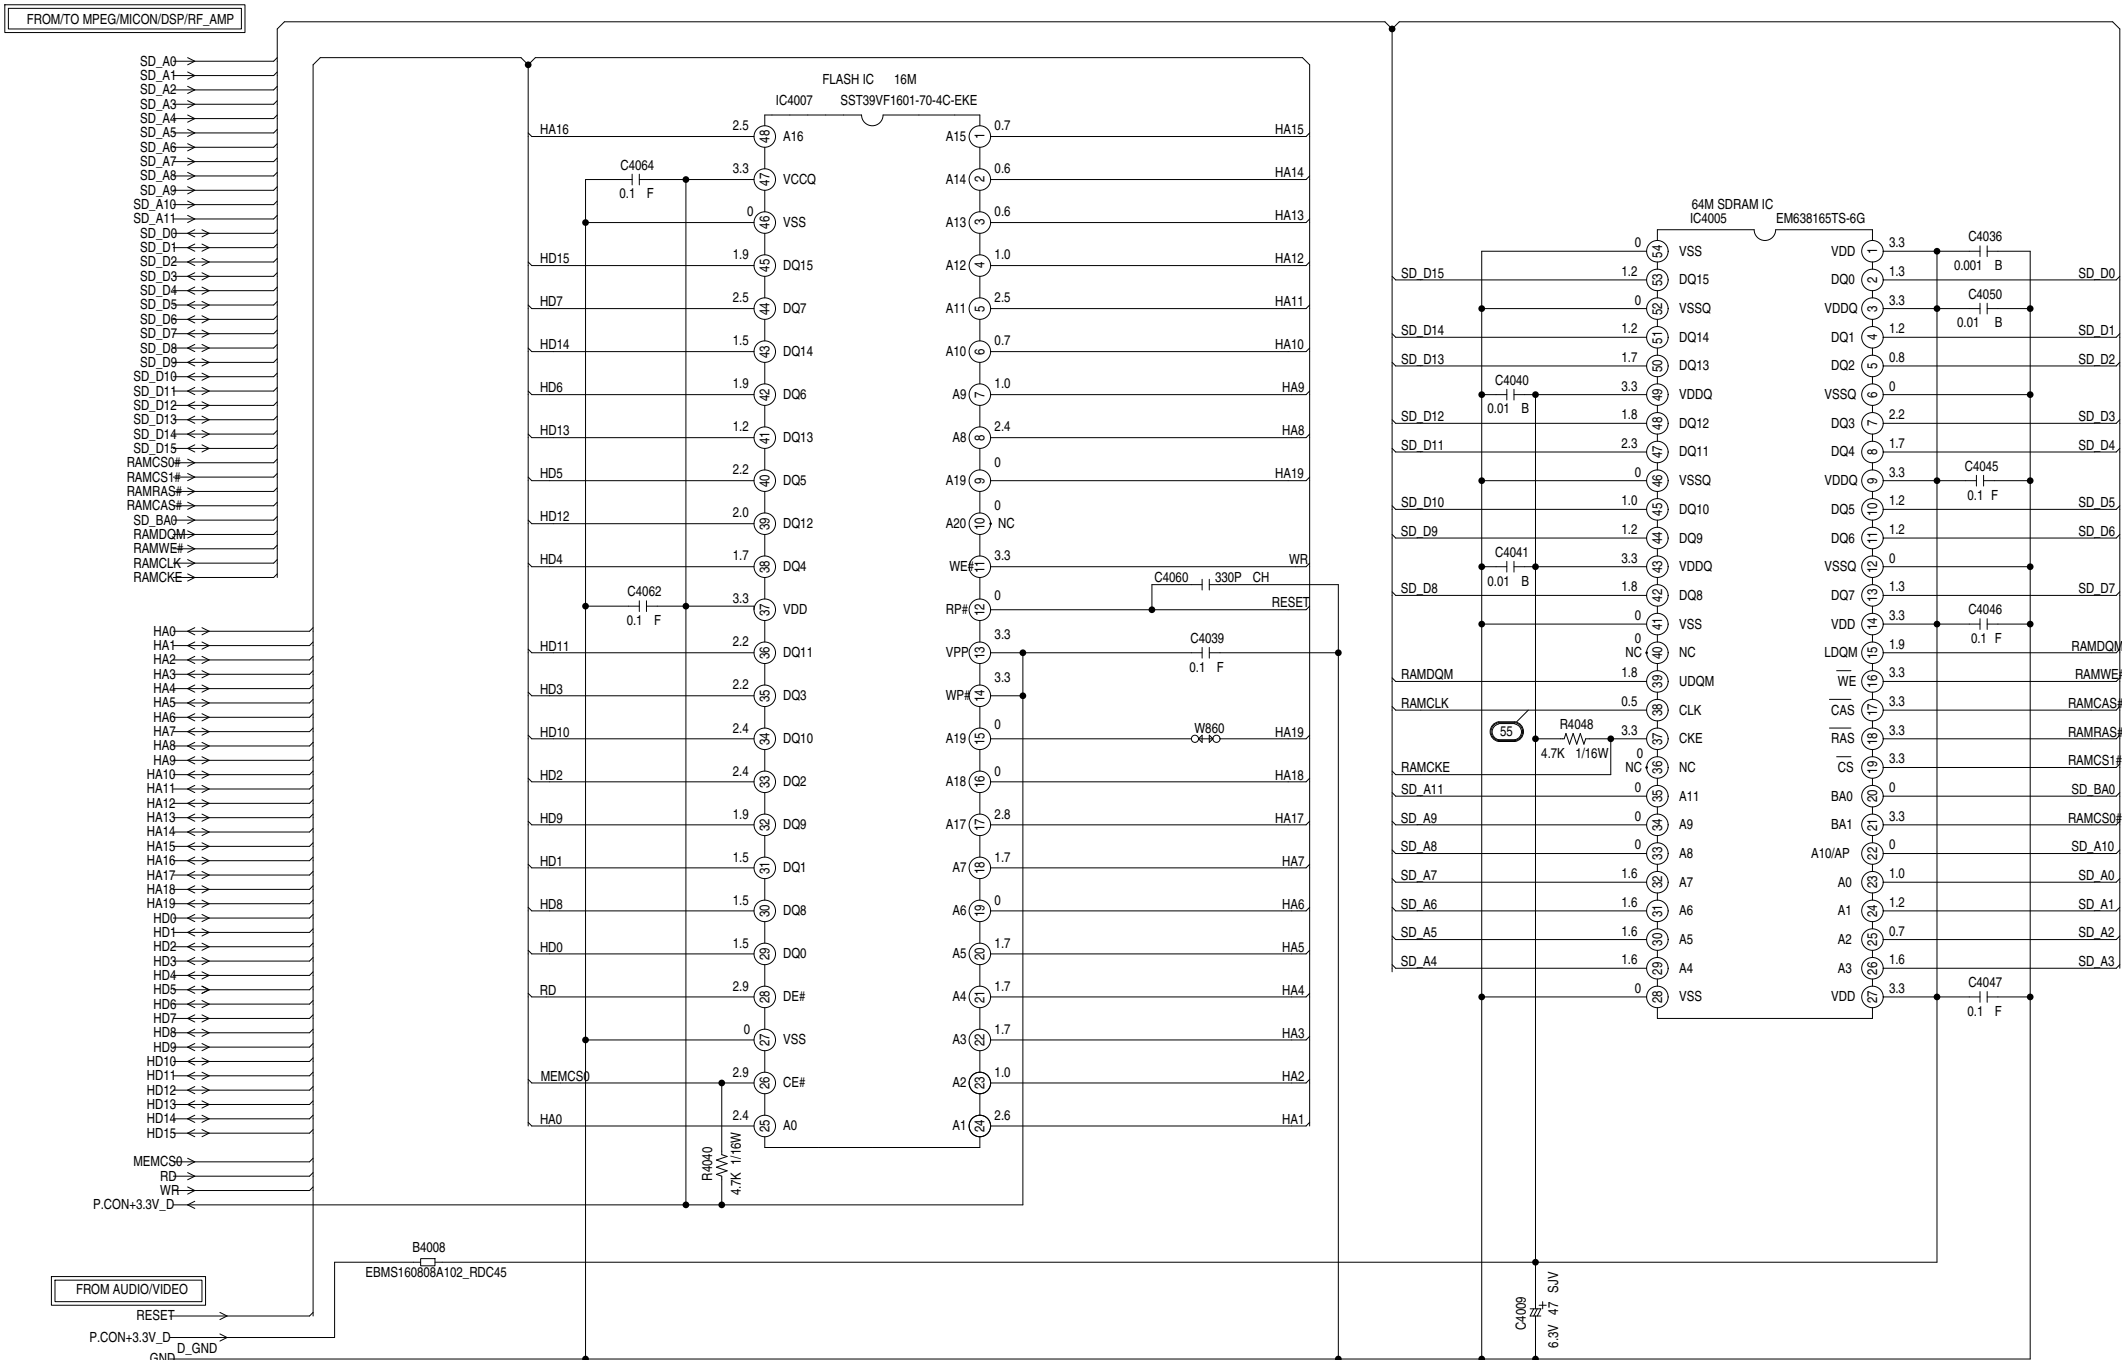 FROM/TO MPEG/MICON/DSP/RF_AMP
SD_A0
SD_A1
SD_A2
SD_A3
SD_A4
SD_A5
SD_A6
SD_A7
SD_A8
SD_A9
SD_A10
SD_A11
SD_D0
SD_D1
SD_D2
SD_D3
SD_D4
SD_D5
SD_D6
SD_D7
SD_D8
SD_D9
SD_D10
SD_D11
SD_D12
SD_D13
SD_D14
SD_D15
RAMCS0#
RAMCS1#
RAMRAS#
RAMCAS#
SD_BA0
RAMDQM
RAMWE#
RAMCLK
RAMCKE
HA0
HA1
HA2
HA3
HA4
HA5
HA6
HA7
HA8
HA9
HA10
HA11
HA12
HA13
HA14
HA15
HA16
HA17
HA18
HA19
HD0
HD1
HD2
HD3
HD4
HD5
HD6
HD7
HD8
HD9
HD10
HD11
HD12
HD13
HD14
HD15
MEMCS0
RD
WR
P.CON+3.3V_D
FROM AUDIO/VIDEO
RESET
P.CON+3.3V_D
D_GND
GND
B4008
EBMS160808A102_RDC45
FLASH IC 16M
IC4007 SST39VF1601-70-4C-EKE
HA16 2.5 48 A16 A15 1 0.7 HA15
C4064 0.1 F 3.3 47 VCCQ A14 2 0.6 HA14
0 46 VSS A13 3 0.6 HA13
HD15 1.9 45 DQ15 A12 4 1.0 HA12
HD7 2.5 44 DQ7 A11 5 2.5 HA11
HD14 1.5 43 DQ14 A10 6 0.7 HA10
HD6 1.9 42 DQ6 A9 7 1.0 HA9
HD13 1.2 41 DQ13 A8 8 2.4 HA8
HD5 2.2 40 DQ5 A19 9 0 HA19
HD12 2.0 39 DQ12 A20 10 0 NC
HD4 1.7 38 DQ4 WE# 11 3.3 WR
C4060 330P CH
C4062 0.1 F 3.3 37 VDD RP# 12 0 RESET
HD11 2.2 36 DQ11 VPP 13 3.3 C4039 0.1 F
HD3 2.2 35 DQ3 WP# 14 3.3
HD10 2.4 34 DQ10 A19 15 0 W860 HA19
HD2 2.4 33 DQ2 A18 16 0 HA18
HD9 1.9 32 DQ9 A17 17 2.8 HA17
HD1 1.5 31 DQ1 A7 18 1.7 HA7
HD8 1.5 30 DQ8 A6 19 0 HA6
HD0 1.5 29 DQ0 A5 20 1.7 HA5
RD 2.9 28 DE# A4 21 1.7 HA4
0 27 VSS A3 22 1.7 HA3
MEMCS0 2.9 26 CE# A2 23 1.0 HA2
HA0 2.4 25 A0 A1 24 2.6 HA1
R4040
4.7K 1/16W
64M SDRAM IC
IC4005 EM638165TS-6G
0 54 VSS VDD 1 3.3 C4036 0.001 B
SD_D15 1.2 53 DQ15 DQ0 2 1.3 SD_D0
0 52 VSSQ VDDQ 3 3.3 C4050 0.01 B
SD_D14 1.2 51 DQ14 DQ1 4 1.2 SD_D1
SD_D13 1.7 50 DQ13 DQ2 5 0.8 SD_D2
C4040 0.01 B 3.3 49 VDDQ VSSQ 6 0
SD_D12 1.8 48 DQ12 DQ3 7 2.2 SD_D3
SD_D11 2.3 47 DQ11 DQ4 8 1.7 SD_D4
0 46 VSSQ VDDQ 9 3.3 C4045 0.1 F
SD_D10 1.0 45 DQ10 DQ5 10 1.2 SD_D5
SD_D9 1.2 44 DQ9 DQ6 11 1.2 SD_D6
C4041 0.01 B 3.3 43 VDDQ VSSQ 12 0
SD_D8 1.8 42 DQ8 DQ7 13 1.3 SD_D7
0 41 VSS VDD 14 3.3 C4046 0.1 F
0 NC 40 NC LDQM 15 1.9 RAMDQM
RAMDQM 1.8 39 UDQM WE 16 3.3 RAMWE#
RAMCLK 0.5 38 CLK CAS 17 3.3 RAMCAS#
55 R4048 4.7K 1/16W 3.3 37 CKE RAS 18 3.3 RAMRAS#
RAMCKE 0 NC 36 NC CS 19 3.3 RAMCS1#
SD_A11 0 35 A11 BA0 20 0 SD_BA0
SD_A9 0 34 A9 BA1 21 3.3 RAMCS0#
SD_A8 0 33 A8 A10/AP 22 0 SD_A10
SD_A7 1.6 32 A7 A0 23 1.0 SD_A0
SD_A6 1.6 31 A6 A1 24 1.2 SD_A1
SD_A5 1.6 30 A5 A2 25 0.7 SD_A2
SD_A4 1.6 29 A4 A3 26 1.6 SD_A3
0 28 VSS VDD 27 3.3 C4047 0.1 F
C4009
+
6.3V 47 SJV